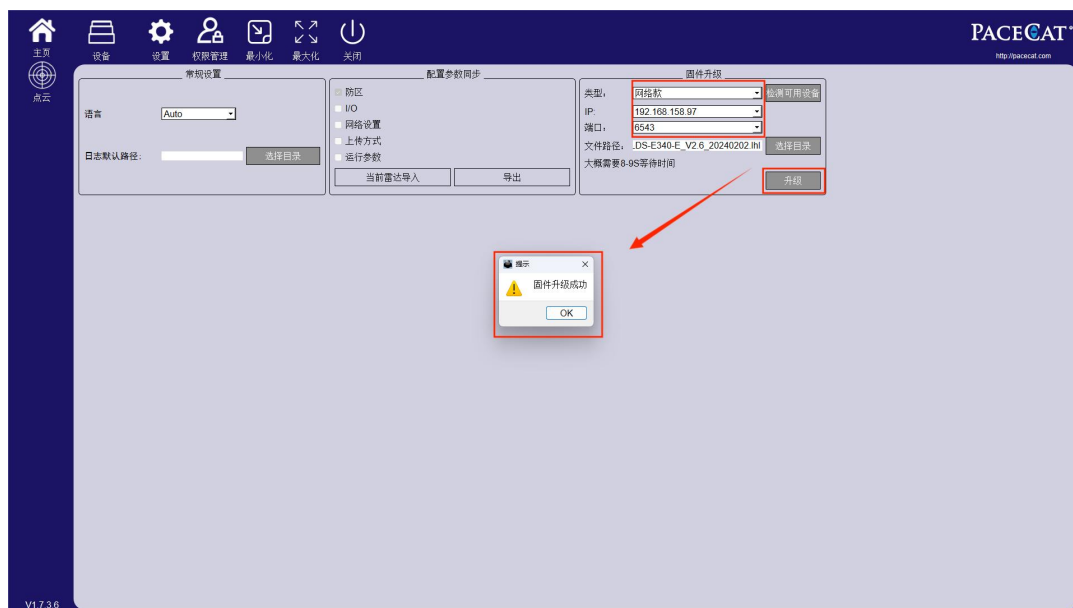 主页
设备
设置
权限管理
最小化
最大化
关闭
PACECAT
http://pacecat.com
点云
常规设置
语言
Auto
日志默认路径:
选择目录
配置参数同步
防区
I/O
网络设置
上传方式
运行参数
当前雷达导入
导出
固件升级
类型:
网络款
检测可用设备
IP:
192.168.158.97
端口:
6543
文件路径:
.DS-E340-E_V2.6_20240202.lhl
选择目录
大概需要8-9S等待时间
升级
提示
固件升级成功
OK
V1.7.3.6